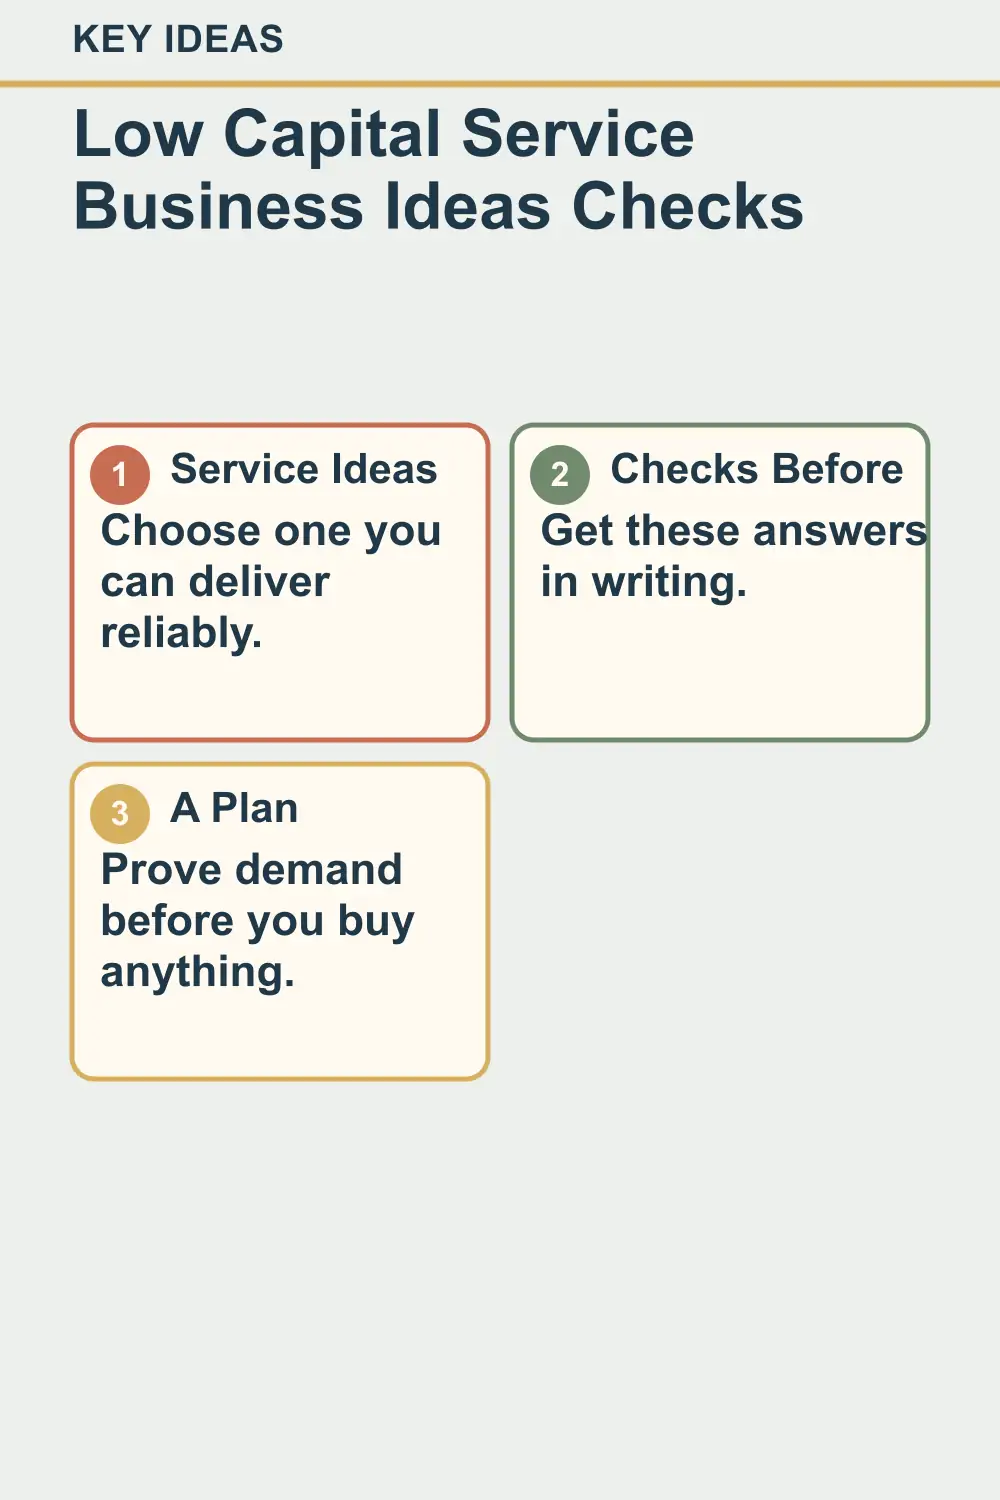 KEY IDEAS
Low Capital Service
Business Ideas Checks
1 Service Ideas
Choose one you
can deliver
reliably.
2 Checks Before
Get these answers
in writing.
3 A Plan
Prove demand
before you buy
anything.